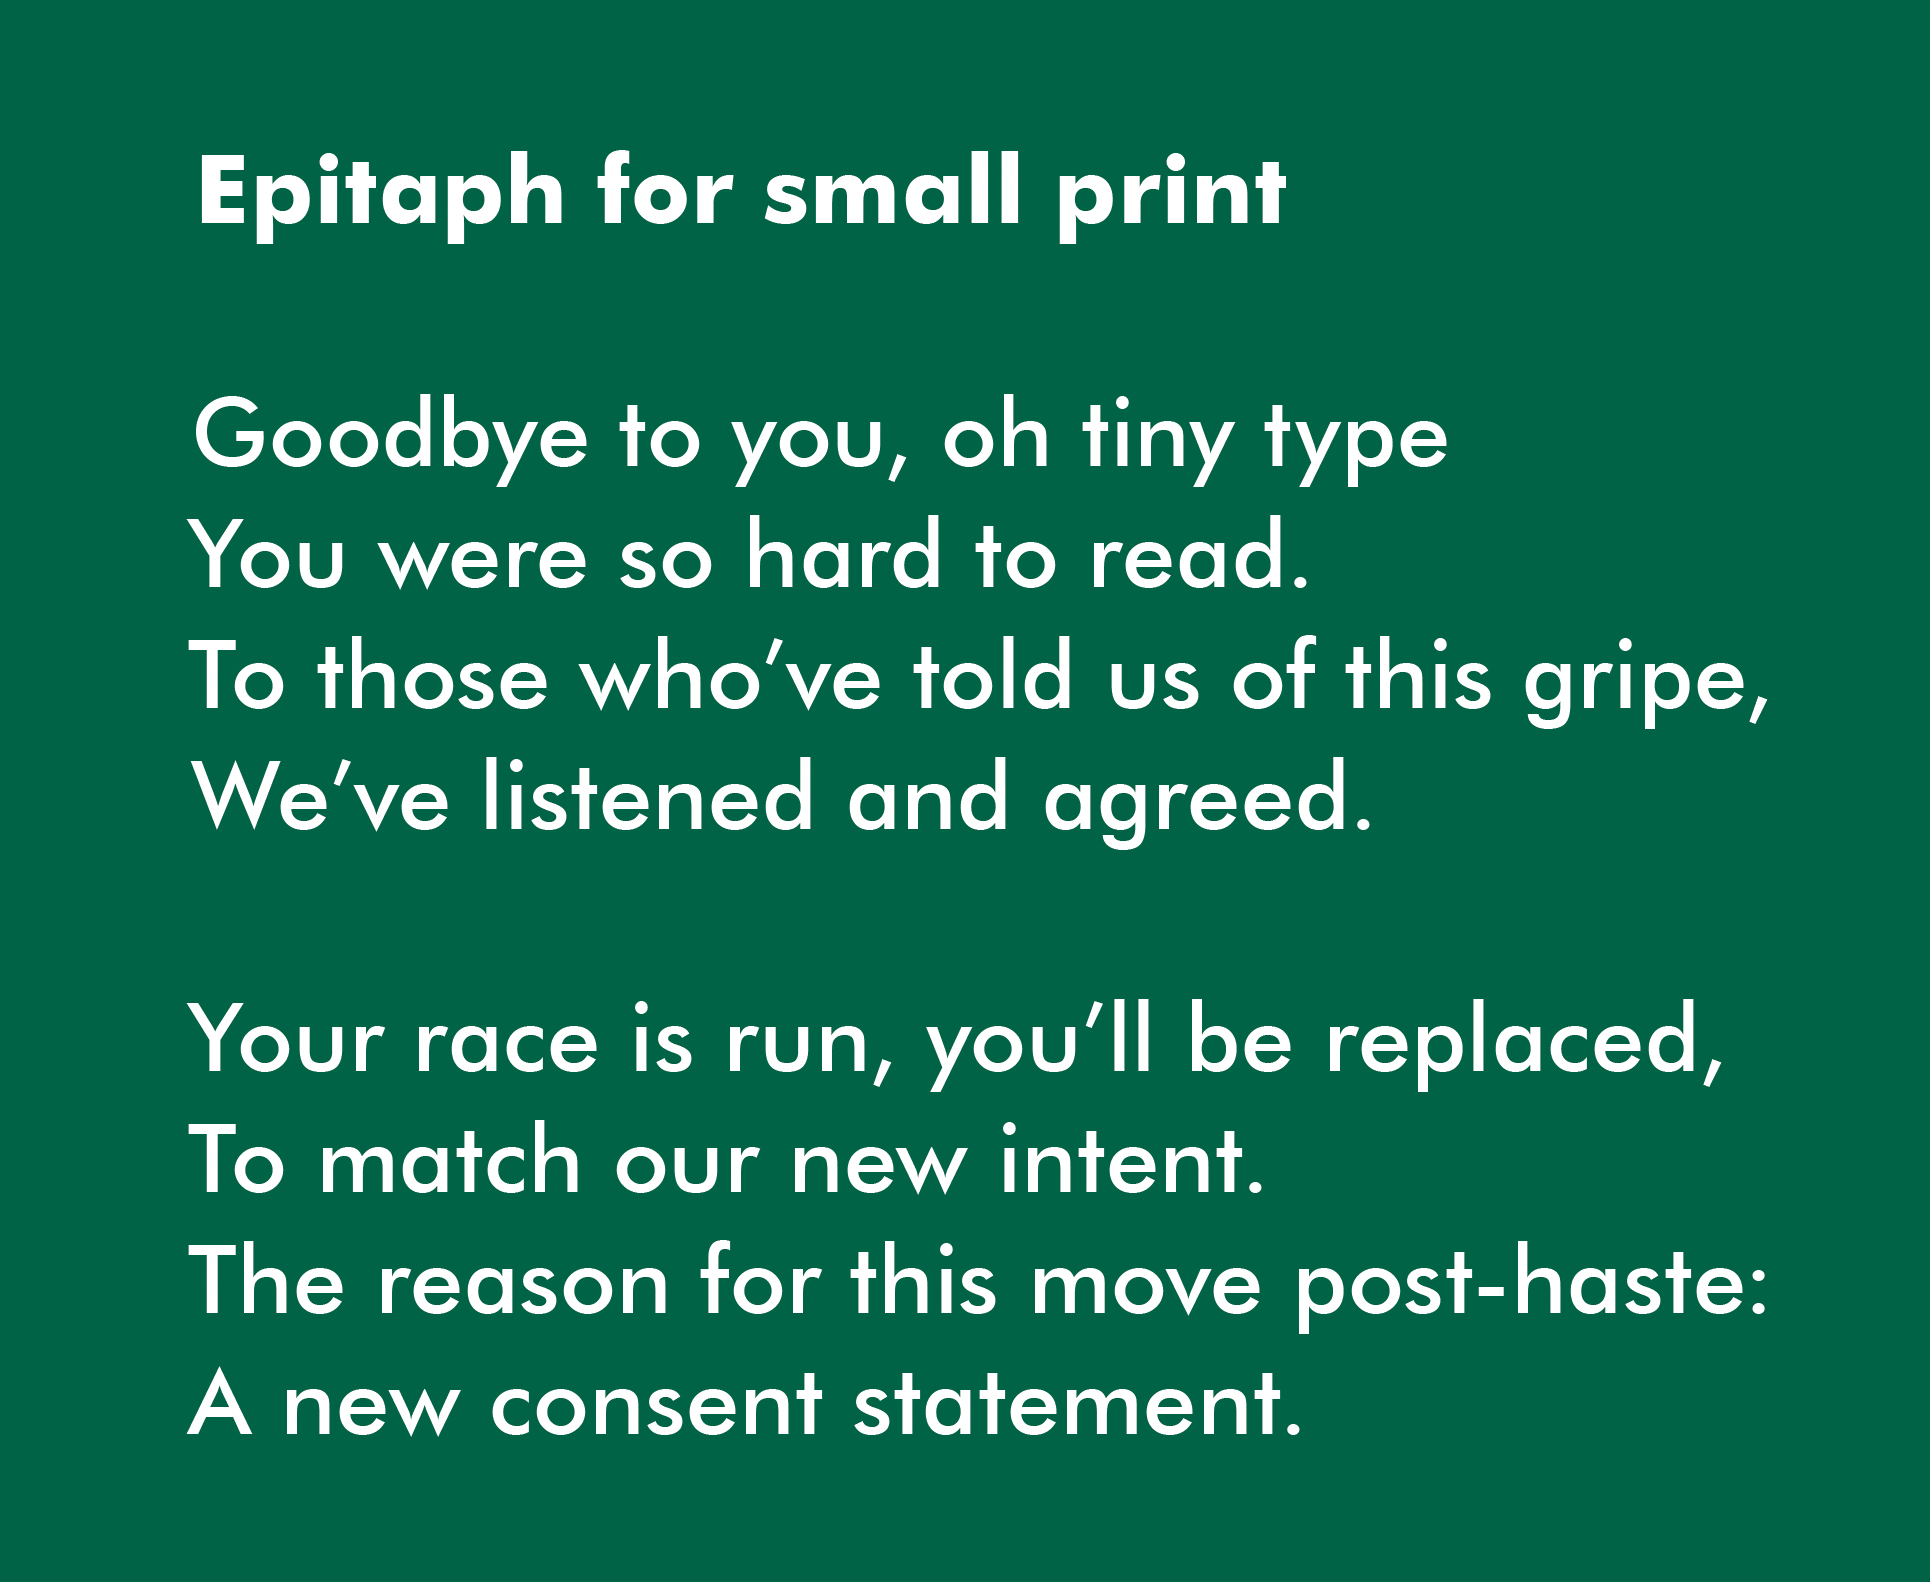 Epitaph for small print
Goodbye to you, oh tiny type
You were so hard to read.
To those who’ve told us of this gripe,
We’ve listened and agreed.
Your race is run, you’ll be replaced,
To match our new intent.
The reason for this move post-haste:
A new consent statement.